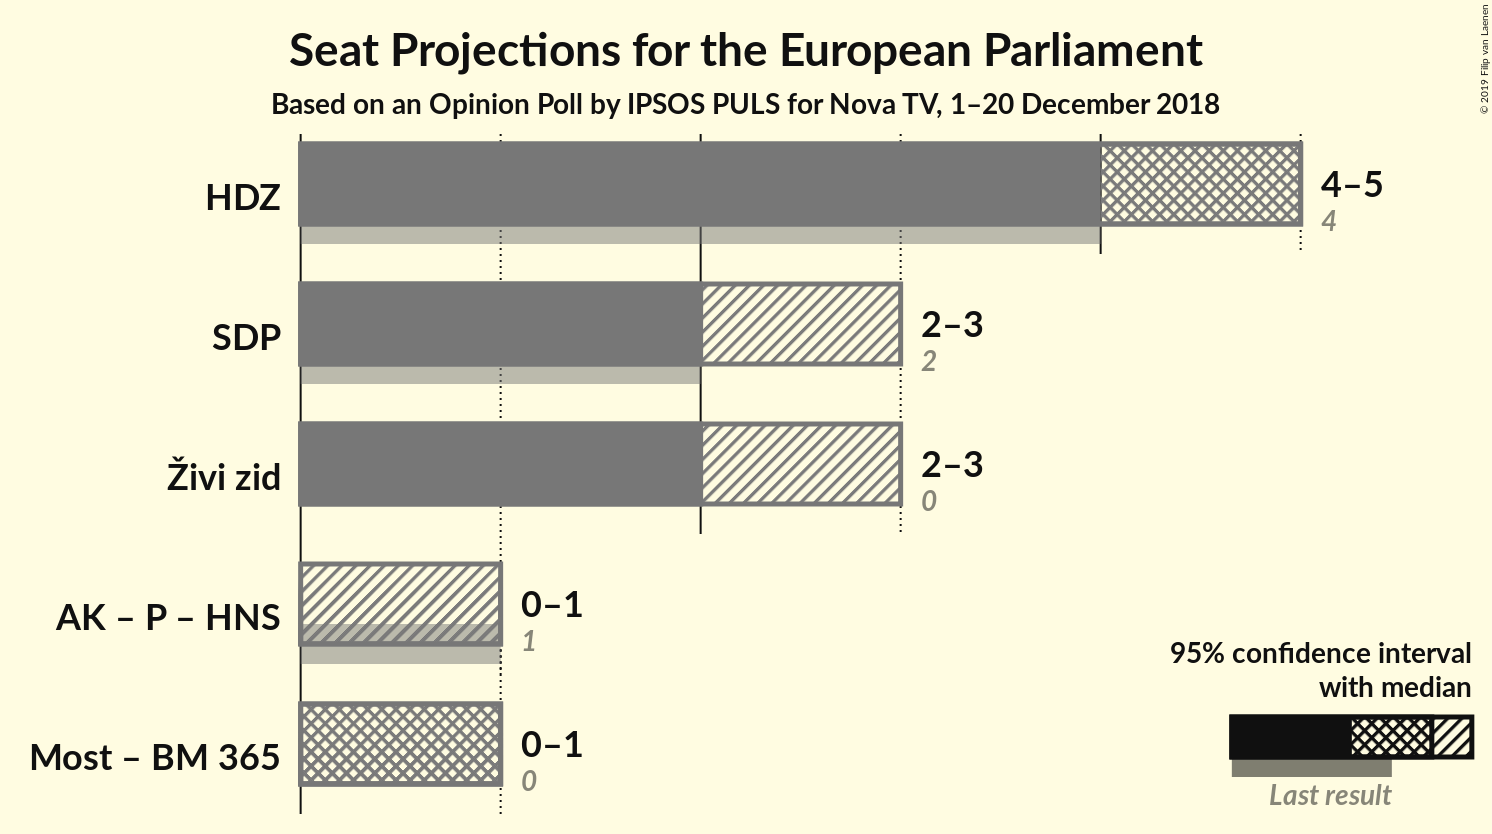 Seat Projections for the European Parliament
Based on an Opinion Poll by IPSOS PULS for Nova TV, 1–20 December 2018
© 2019 Filip van Laenen
HDZ
4–5
4
SDP
2–3
2
Živi zid
2–3
0
AK – P – HNS
0–1
1
Most – BM 365
0–1
0
95% confidence interval
with median
Last result